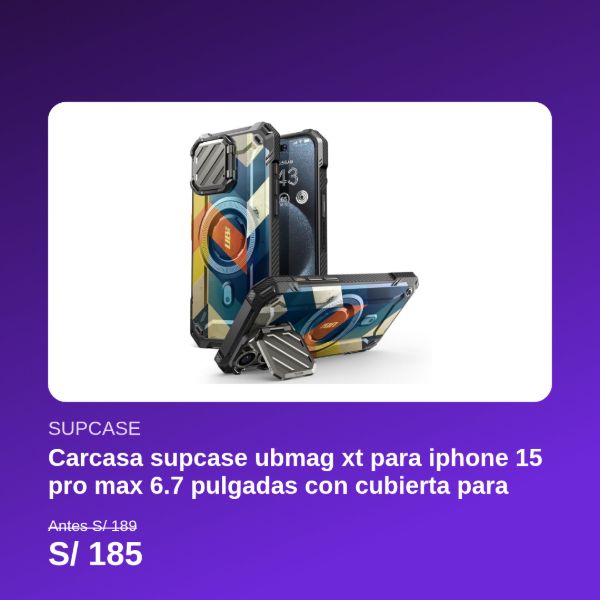 SUPCASE
Carcasa supcase ubmag xt para iphone 15
pro max 6.7 pulgadas con cubierta para
Antes S/ 189
S/ 185